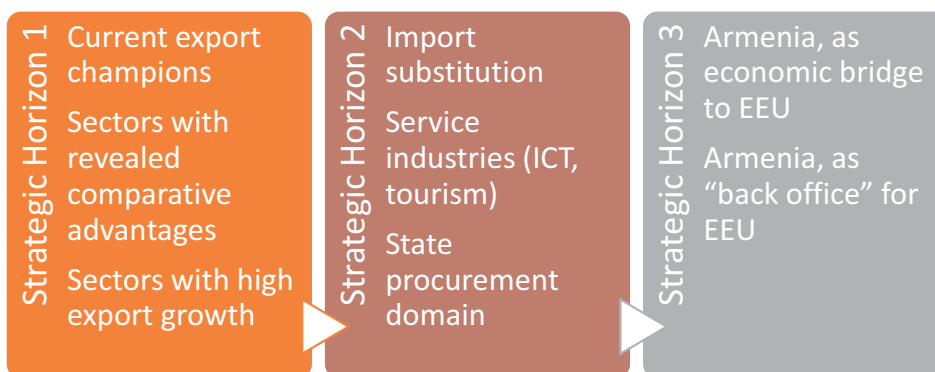 Strategic Horizon 1
Current export
champions
Sectors with
revealed
comparative
advantages
Sectors with high
export growth
Strategic Horizon 2
Import
substitution
Service
industries (ICT,
tourism)
State
procurement
domain
Strategic Horizon 3
Armenia, as
economic bridge
to EEU
Armenia, as
“back office” for
EEU